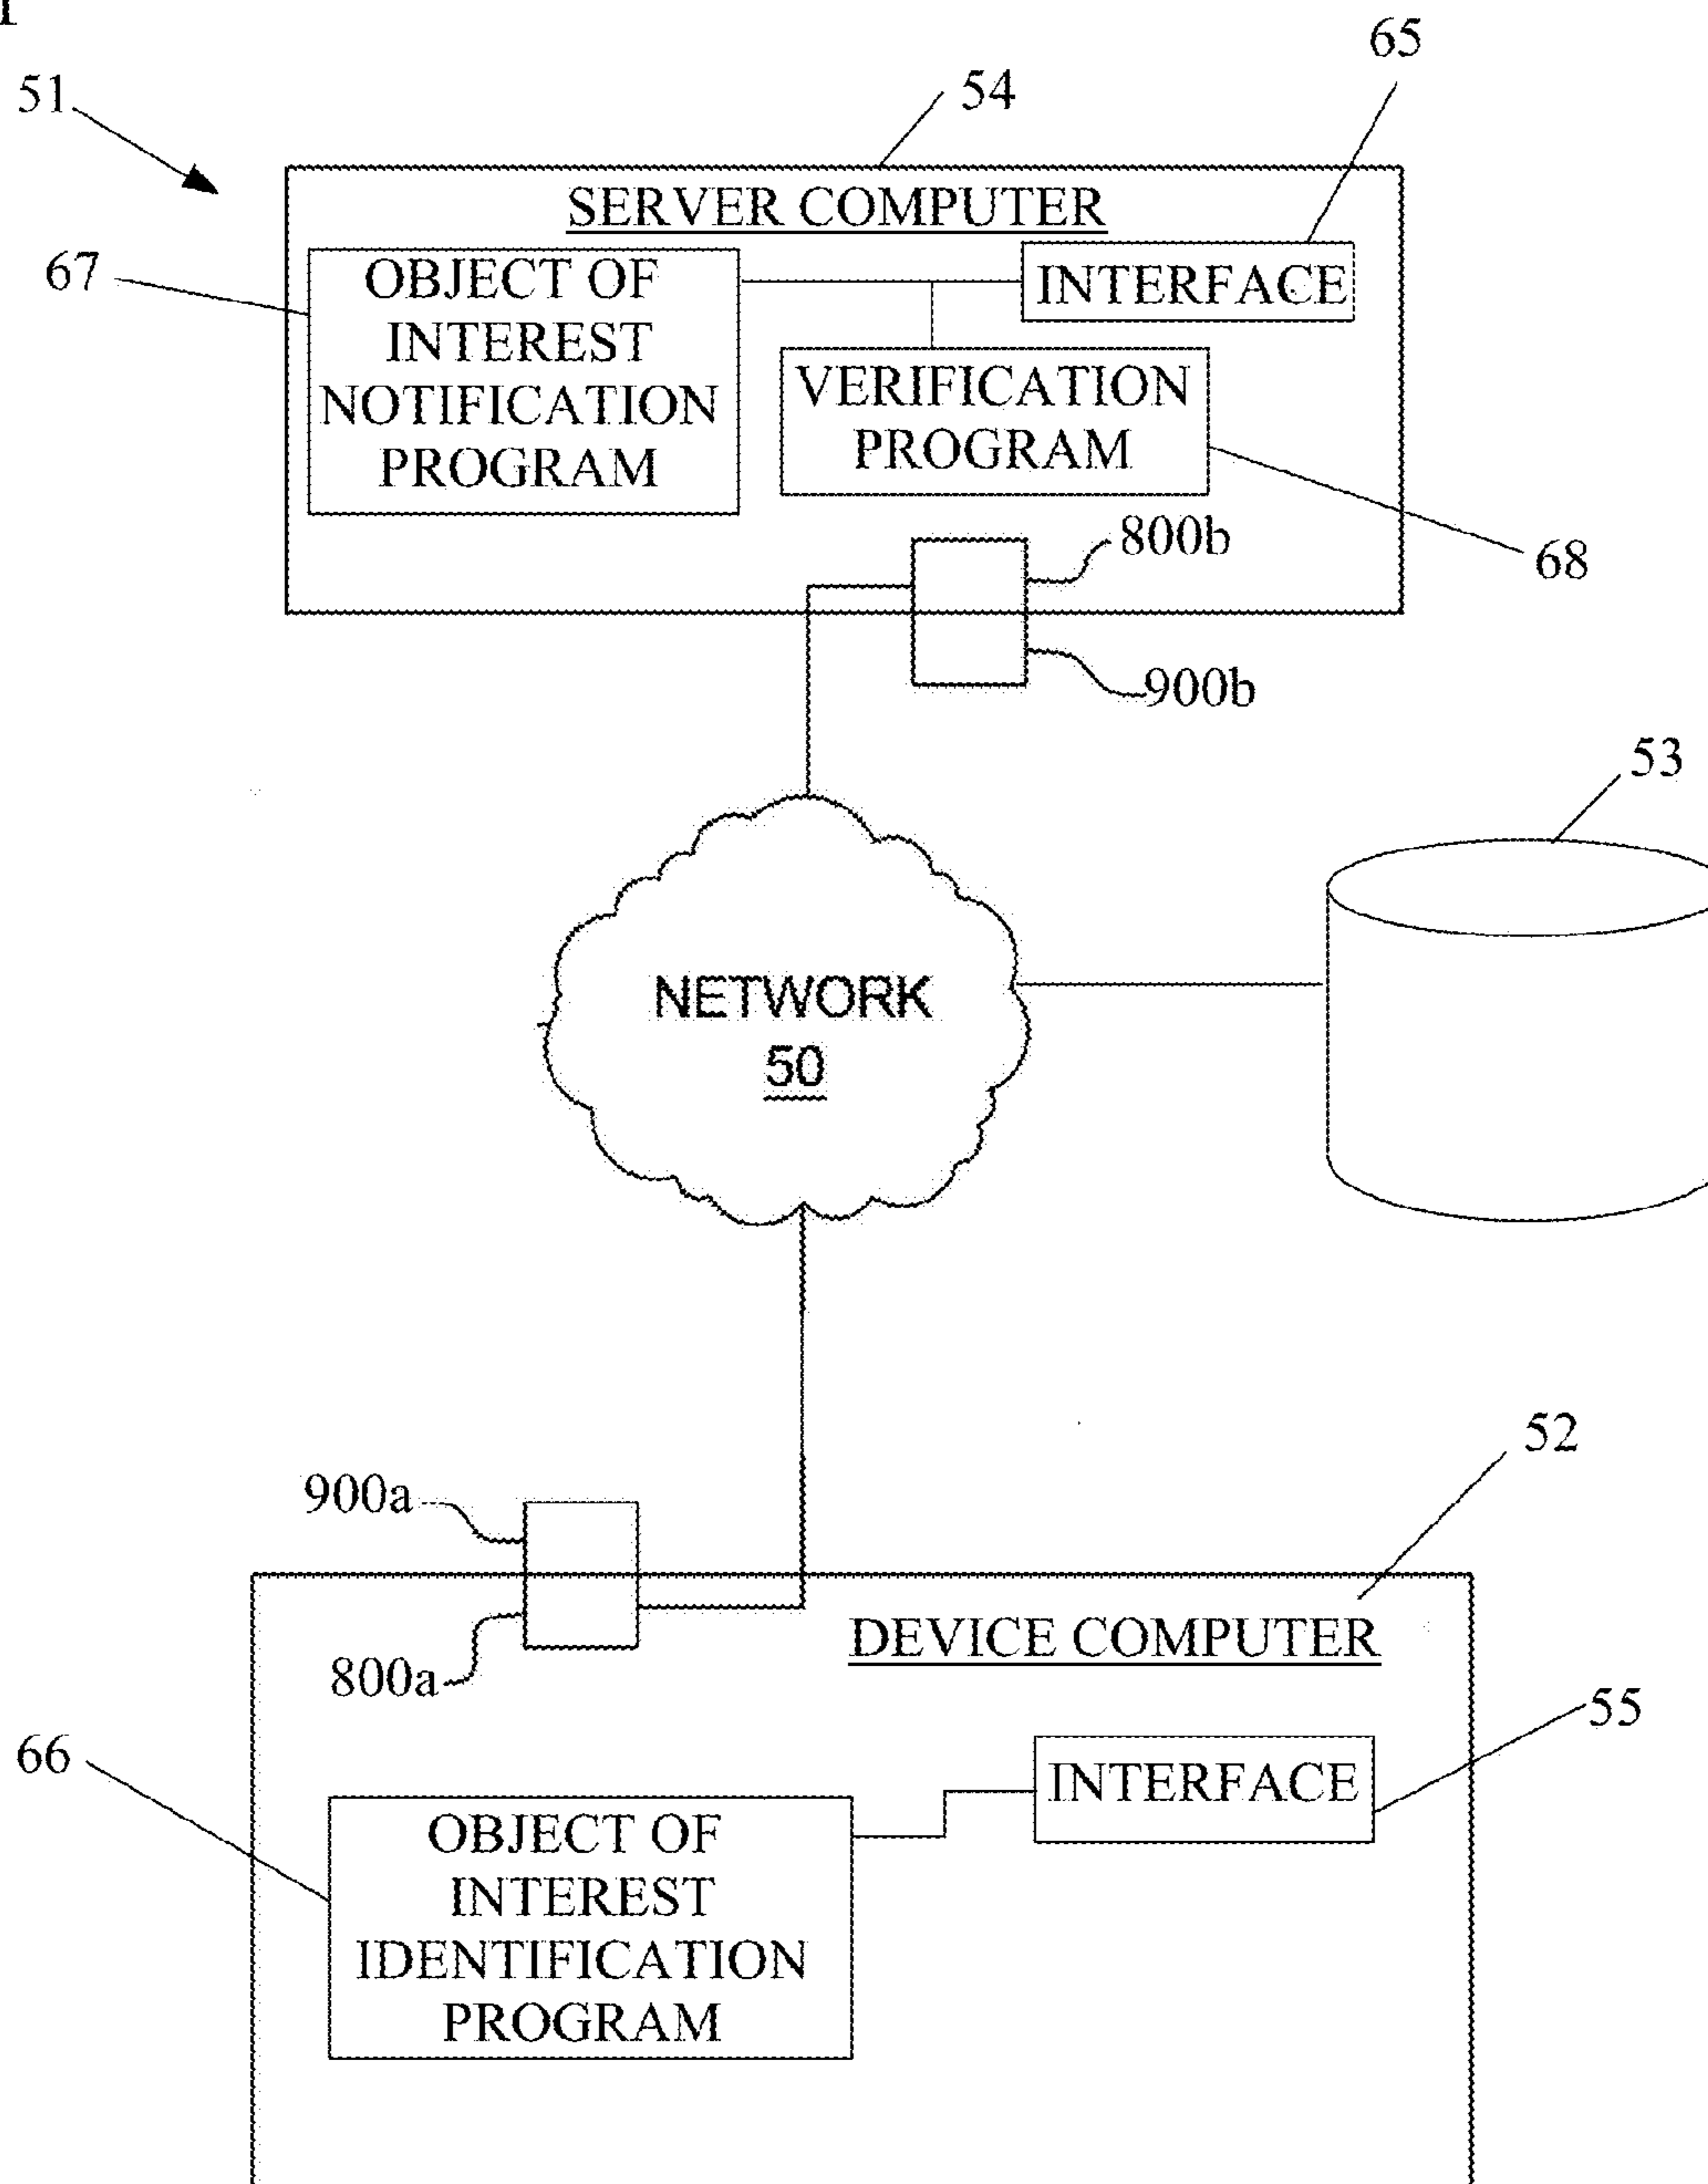 65
51
54
SERVER COMPUTER
67
OBJECT OF
INTEREST
NOTIFICATION
PROGRAM
INTERFACE
VERIFICATION
PROGRAM
68
800b
900b
53
NETWORK
50
52
900a
800a
DEVICE COMPUTER
55
66
INTERFACE
OBJECT OF
INTEREST
IDENTIFICATION
PROGRAM